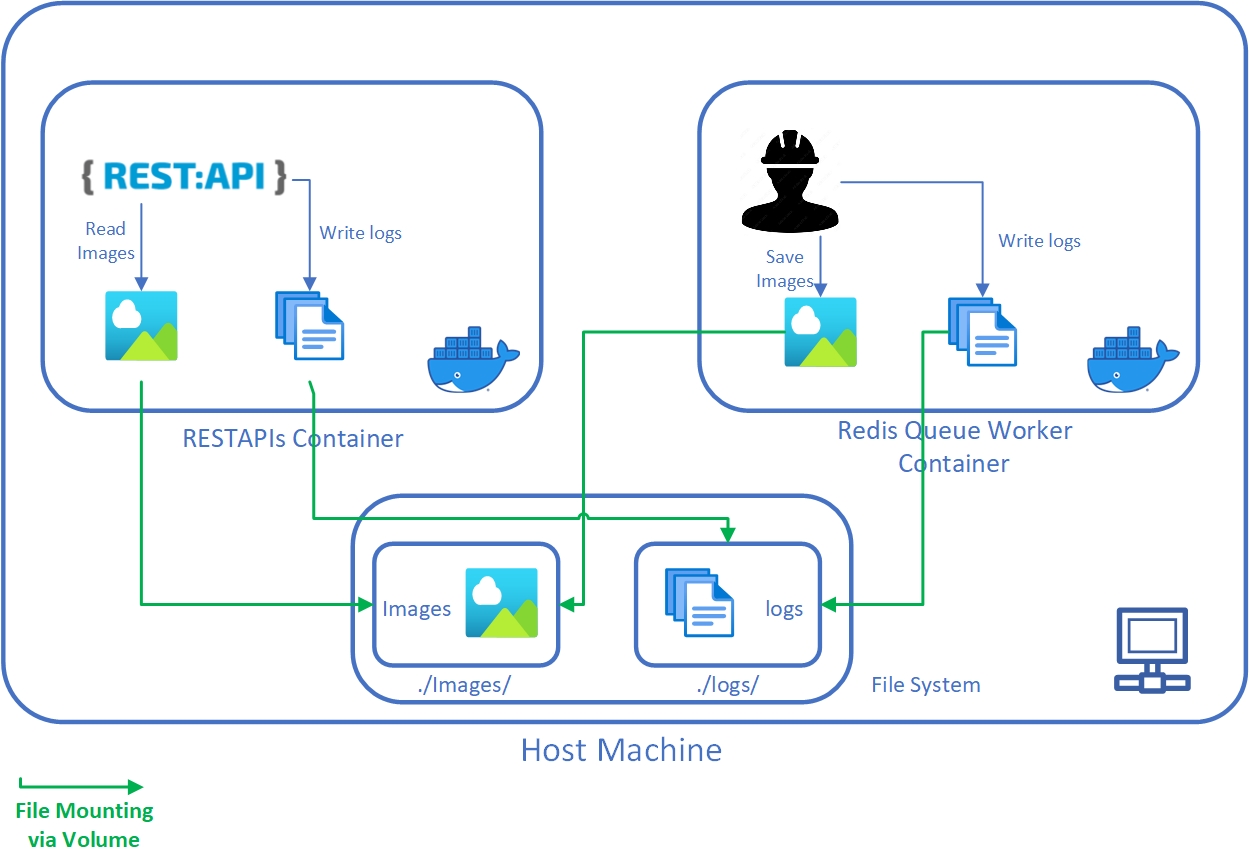 { REST:API }
Read
Images
Write logs
Save
Images
Write logs
RESTAPIs Container
Redis Queue Worker
Container
Images
logs
./Images/
./logs/
File System
Host Machine
File Mounting
via Volume